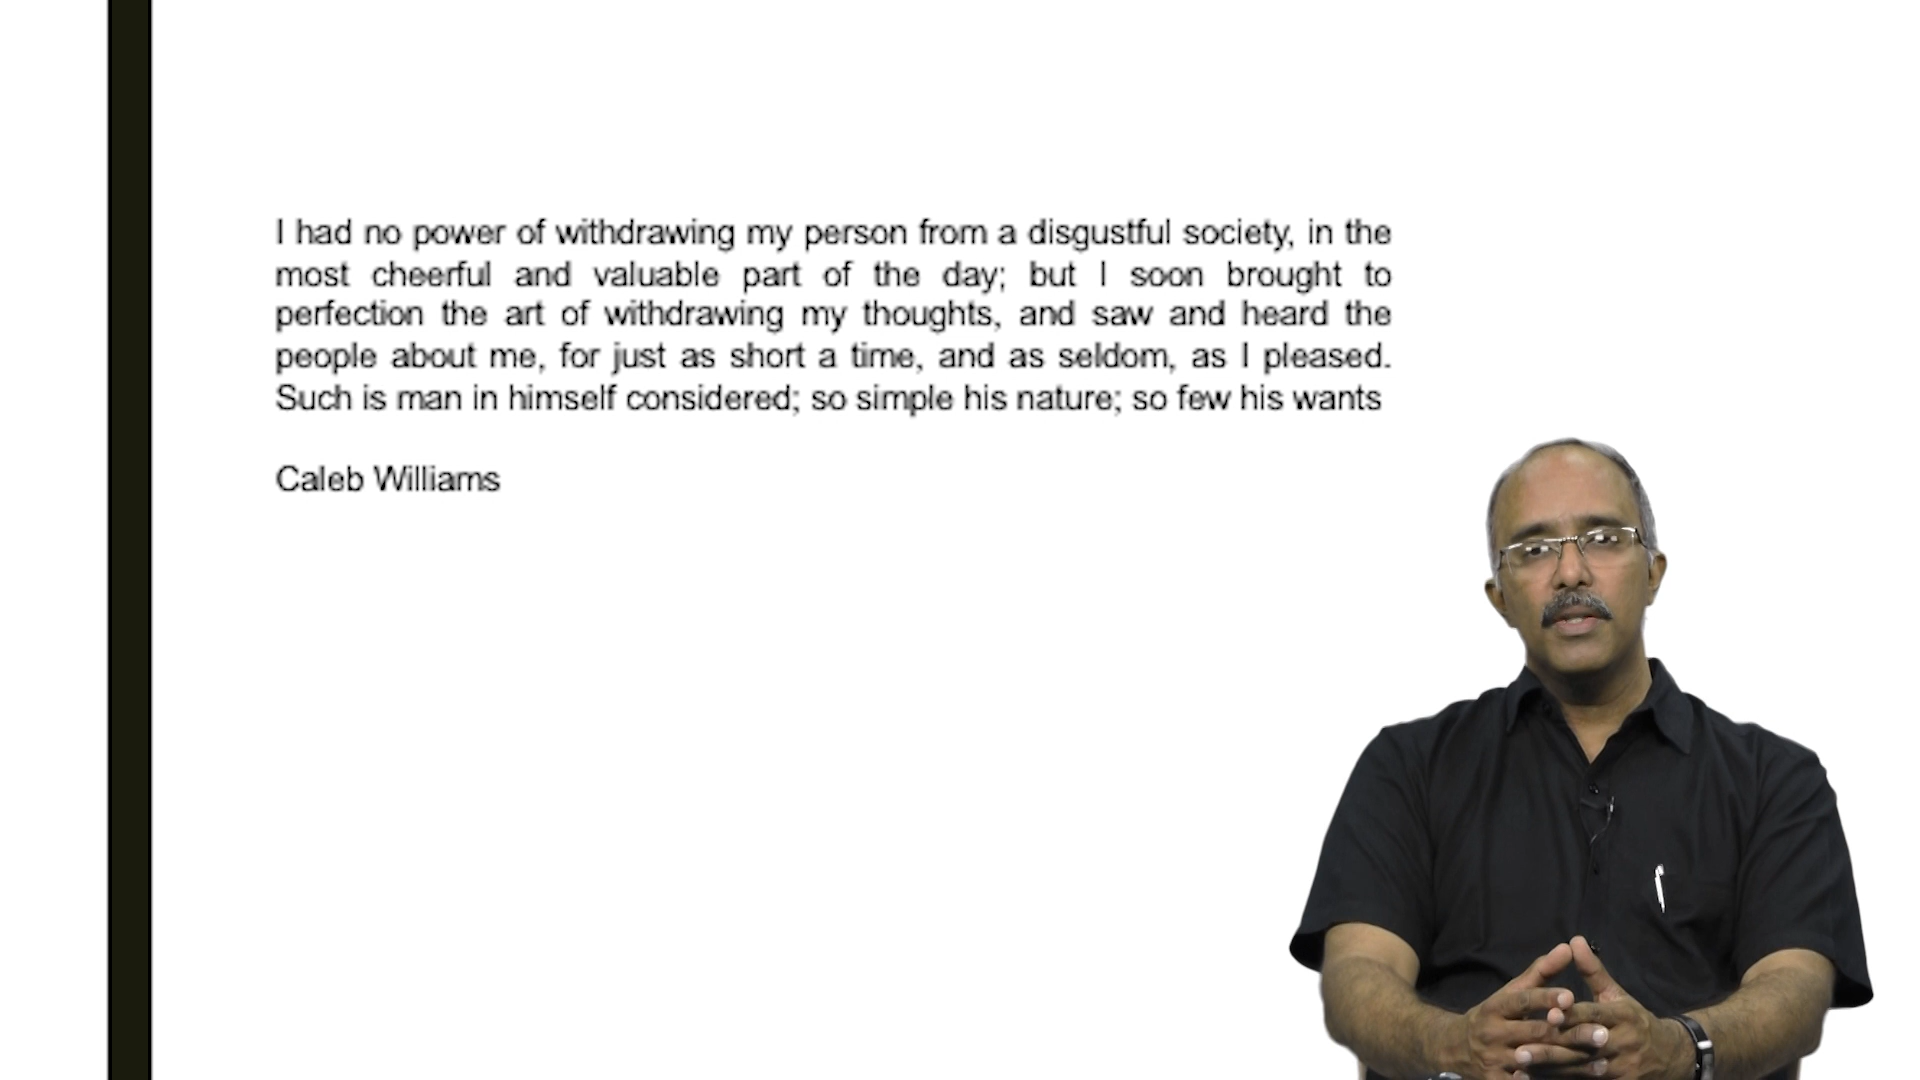 I had no power of withdrawing my person from a disgustful society, in the
most cheerful and valuable part of the day; but I soon brought to
perfection the art of withdrawing my thoughts, and saw and heard the
people about me, for just as short a time, and as seldom, as I pleased.
Such is man in himself considered; so simple his nature; so few his wants
Caleb Williams